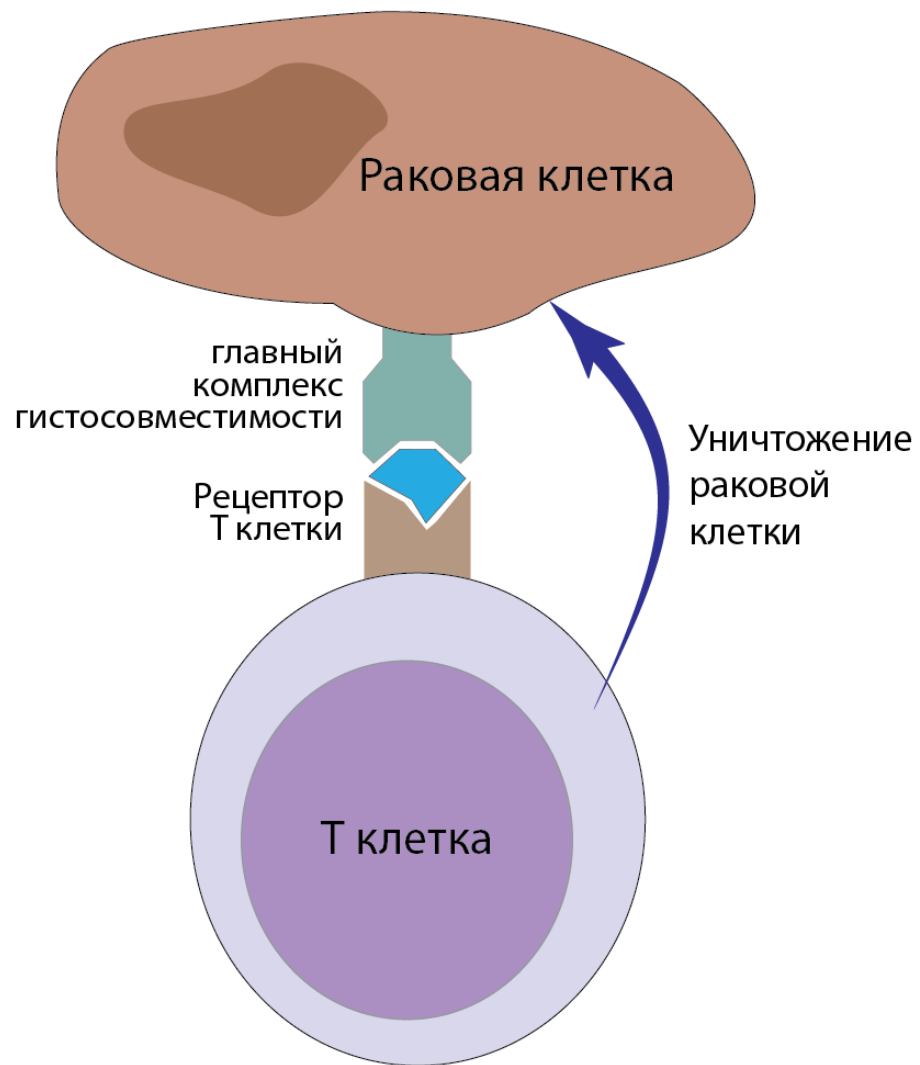 Раковая клетка
главный
комплекс
гистосовместимости
Рецептор
Т клетки
Уничтожение
раковой
клетки
Т клетка